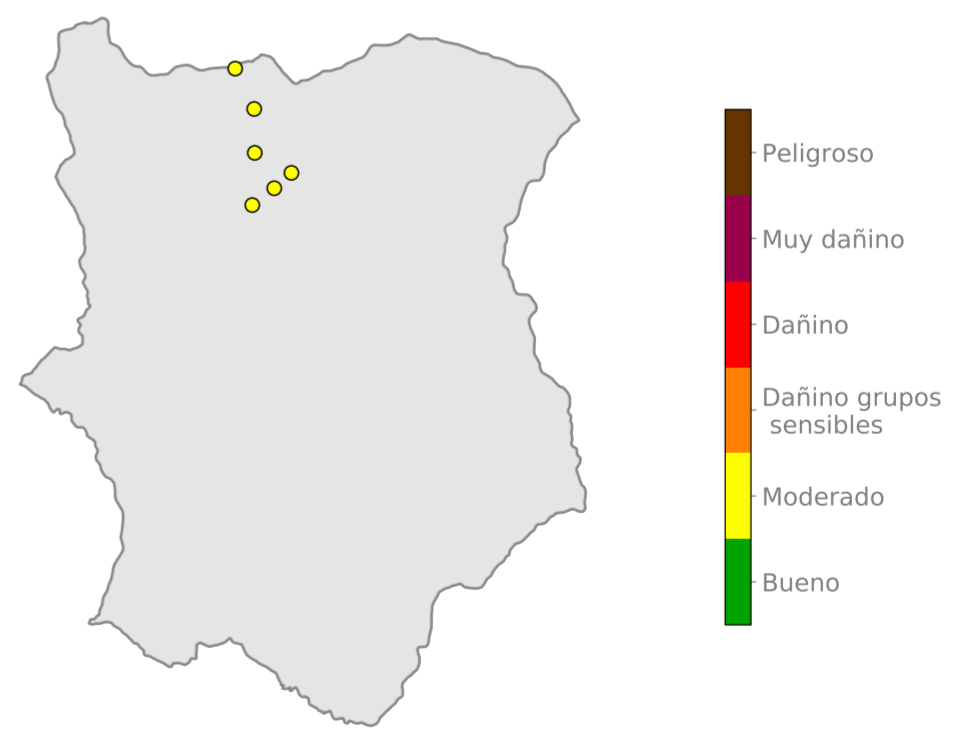 Peligroso
Muy dañino
Dañino
Dañino grupos
sensibles
Moderado
Bueno